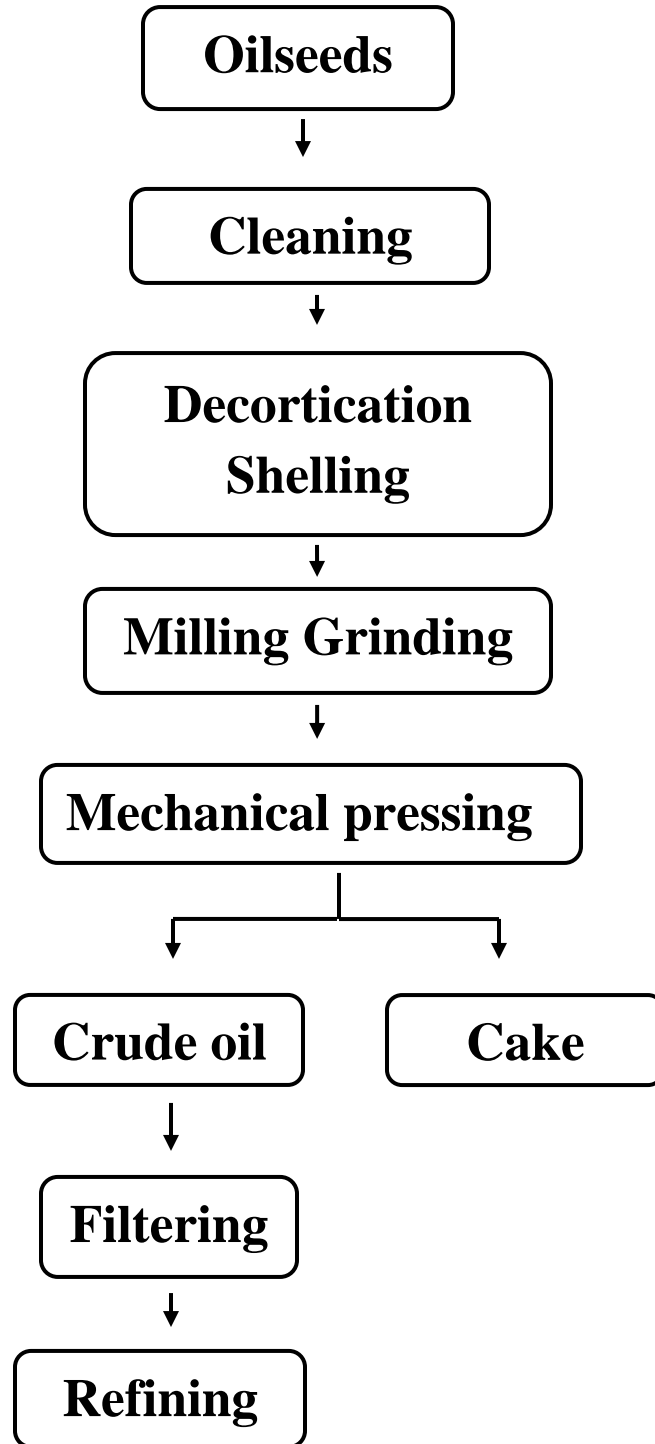 Oilseeds
Cleaning
Decortication
Shelling
Milling Grinding
Mechanical pressing
Crude oil
Cake
Filtering
Refining